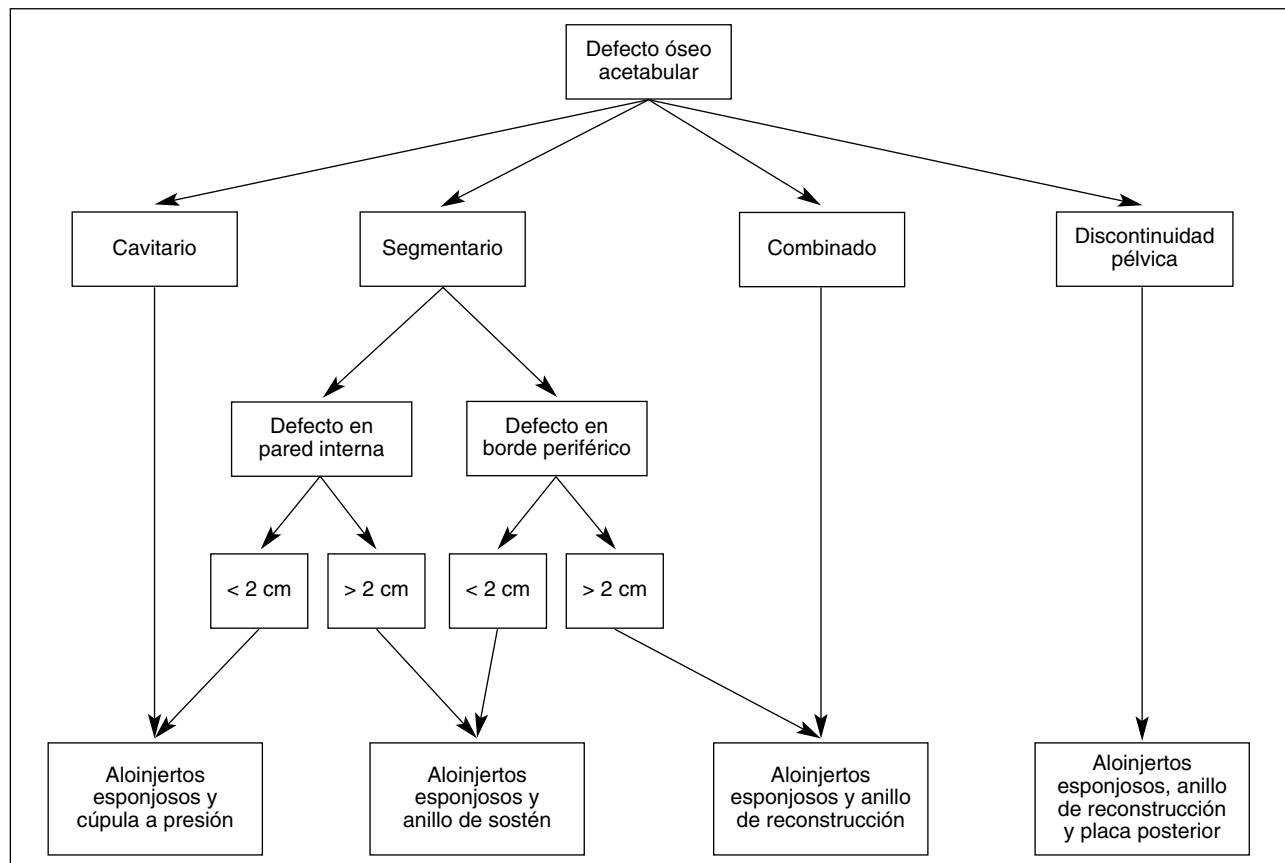 Defecto óseo
acetabular
Cavitario
Segmentario
Combinado
Discontinuidad
pélvica
Defecto en
pared interna
Defecto en
borde periférico
< 2 cm
> 2 cm
< 2 cm
> 2 cm
Aloinjertos
esponjosos y
cúpula a presión
Aloinjertos
esponjosos y
anillo de sostén
Aloinjertos
esponjosos y anillo
de reconstrucción
Aloinjertos
esponjosos, anillo
de reconstrucción
y placa posterior